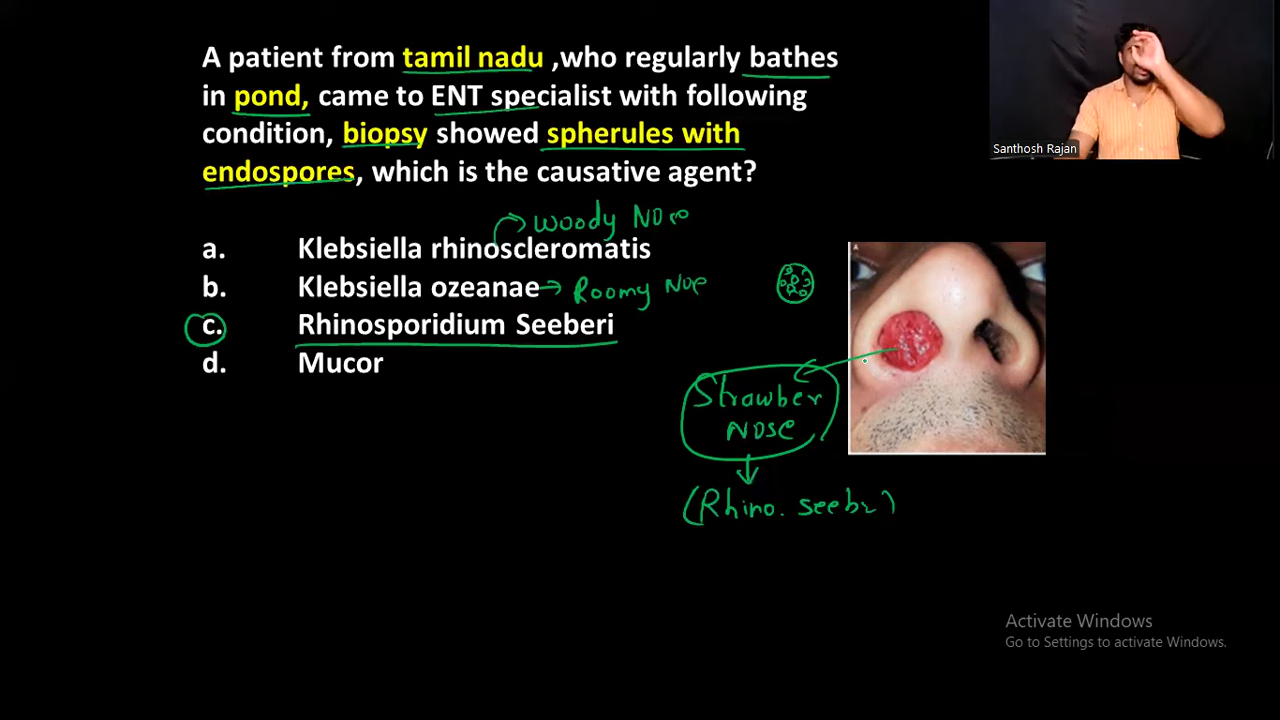 A patient from tamil nadu ,who regularly bathes
in pond, came to ENT specialist with following
condition, biopsy showed spherules with
endospores, which is the causative agent?
Woody Nose
a. Klebsiella rhinoscleromatis
b. Klebsiella ozeanae → Roomy Nose
c. Rhinosporidium Seeberi
d. Mucor
Strawber
Nose
(Rhino. seebr)
Santhosh Rajan
A
Activate Windows
Go to Settings to activate Windows.